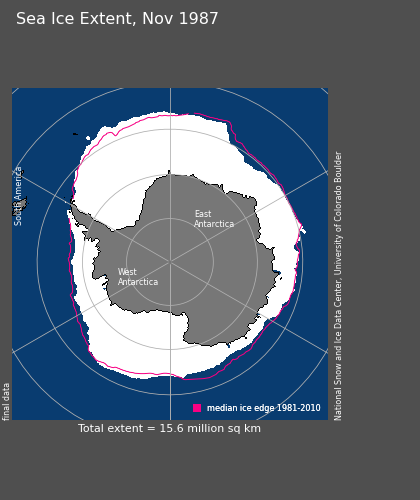 Sea Ice Extent, Nov 1987
South America
East
Antarctica
West
Antarctica
National Snow and Ice Data Center, University of Colorado Boulder
final data
median ice edge 1981-2010
Total extent = 15.6 million sq km